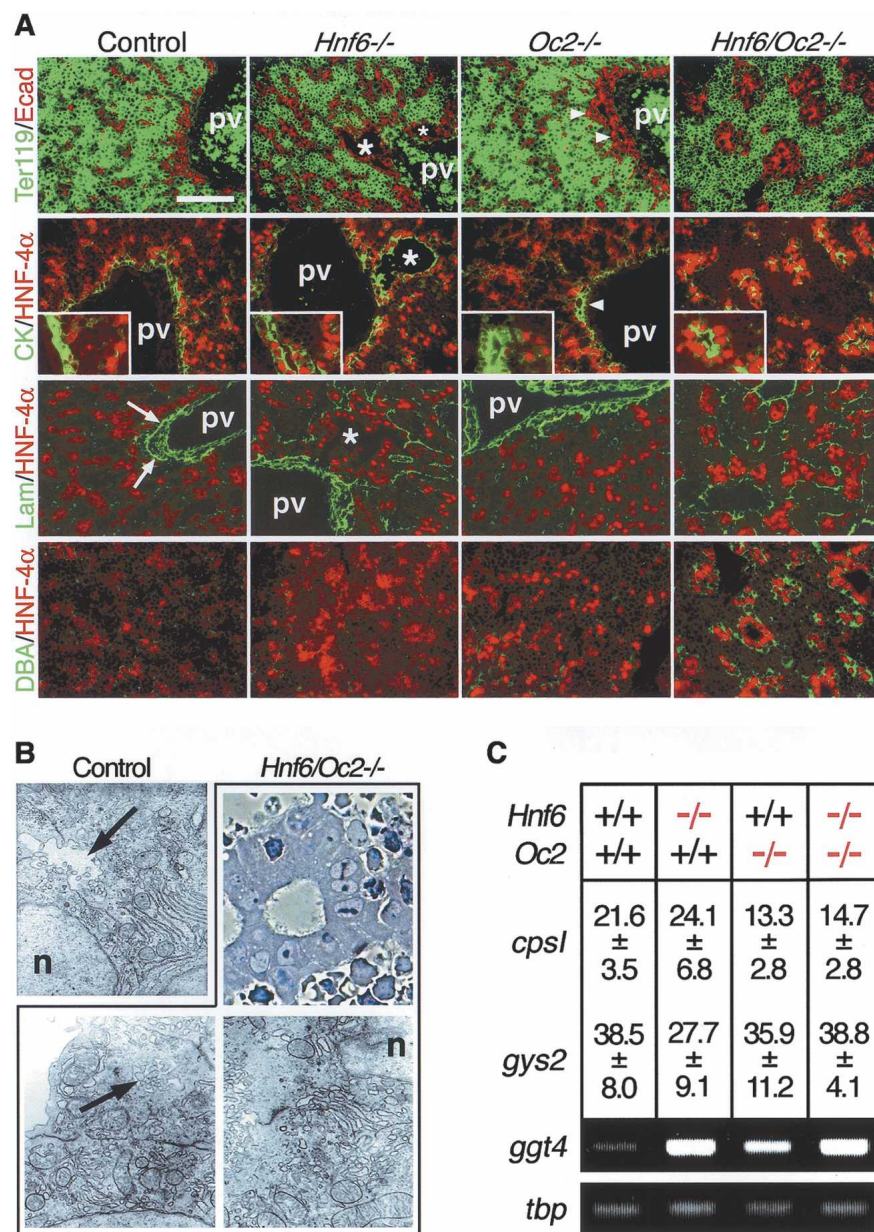 A
Control Hnf6-/- Oc2-/- Hnf6/Oc2-/-
Ter119/Ecad
pv
*
*
pv
pv
CK/HNF-4α
pv
pv
*
pv
Lam/HNF-4α
pv
*
pv
pv
DBA/HNF-4α
B
Control Hnf6/Oc2-/-
n
n
C
Hnf6 +/+ -/- +/+ -/-
Oc2 +/+ +/+ -/- -/-
cpsI 21.6 ± 3.5 24.1 ± 6.8 13.3 ± 2.8 14.7 ± 2.8
gys2 38.5 ± 8.0 27.7 ± 9.1 35.9 ± 11.2 38.8 ± 4.1
ggt4
tbp